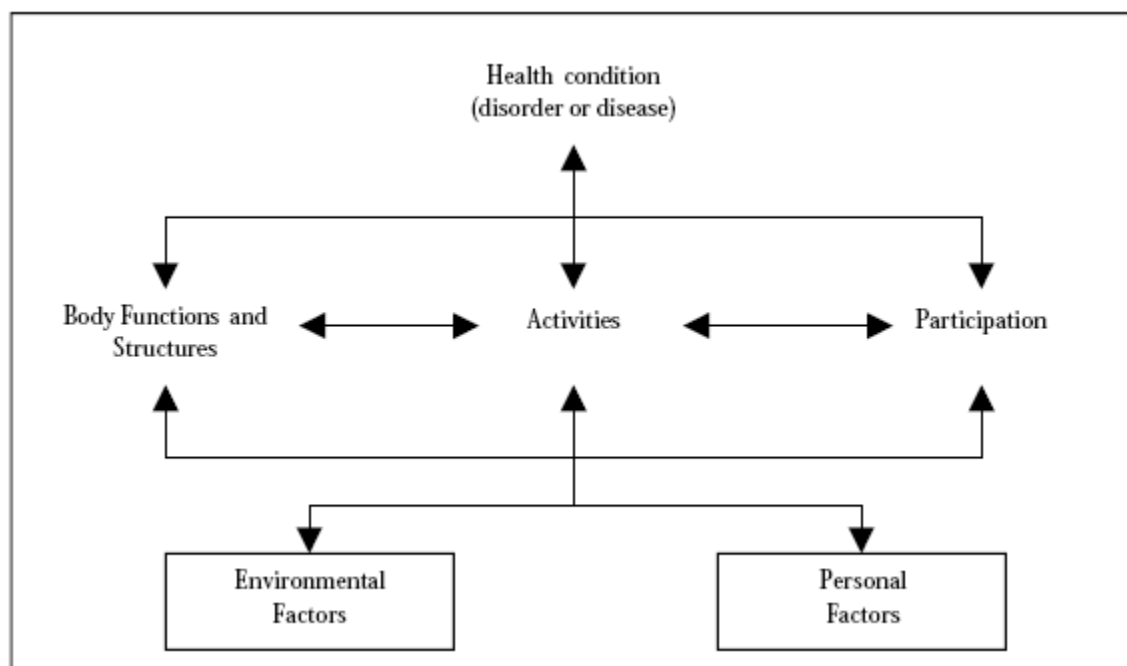 Health condition
(disorder or disease)
Body Functions and
Structures
Activities
Participation
Environmental
Factors
Personal
Factors